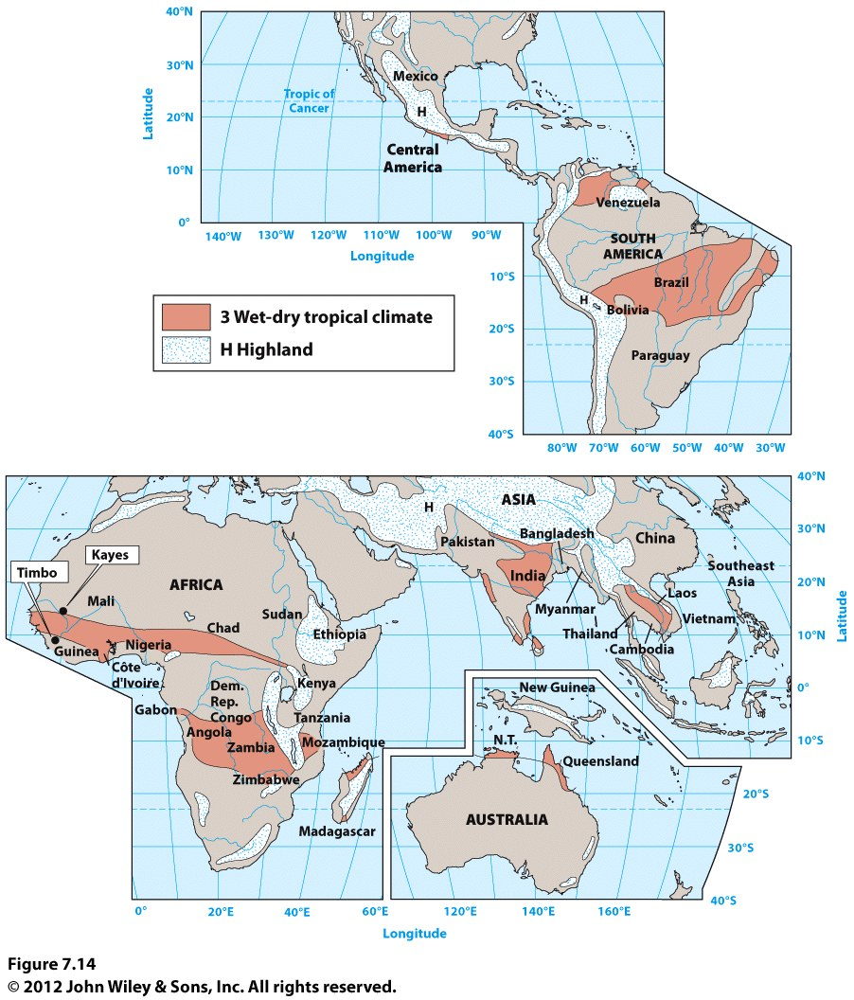 40°N
30°N
Tropic of
Cancer
20°N
10°N
0°
Latitude
Mexico
H
Central
America
140°W 130°W 120°W 110°W 100°W 90°W
Longitude
Venezuela
SOUTH
AMERICA
Brazil
H
Bolivia
Paraguay
10°S
20°S
30°S
40°S
80°W 70°W 60°W 50°W 40°W 30°W
3 Wet-dry tropical climate
H Highland
40°N
30°N
20°N
10°N
0°
10°S
20°S
30°S
40°S
Latitude
H
ASIA
Pakistan
Bangladesh
China
India
Southeast
Asia
Myanmar
Laos
Thailand
Vietnam
Cambodia
Kayes
Timbo
Mali
AFRICA
Sudan
Chad
Ethiopia
Guinea
Nigeria
Côte
d'Ivoire
Dem.
Rep.
Congo
Kenya
Gabon
Tanzania
Angola
Zambia
Mozambique
Zimbabwe
Madagascar
New Guinea
N.T.
Queensland
AUSTRALIA
0° 20°E 40°E 60°E 120°E 140°E 160°E
Longitude
Figure 7.14
© 2012 John Wiley & Sons, Inc. All rights reserved.